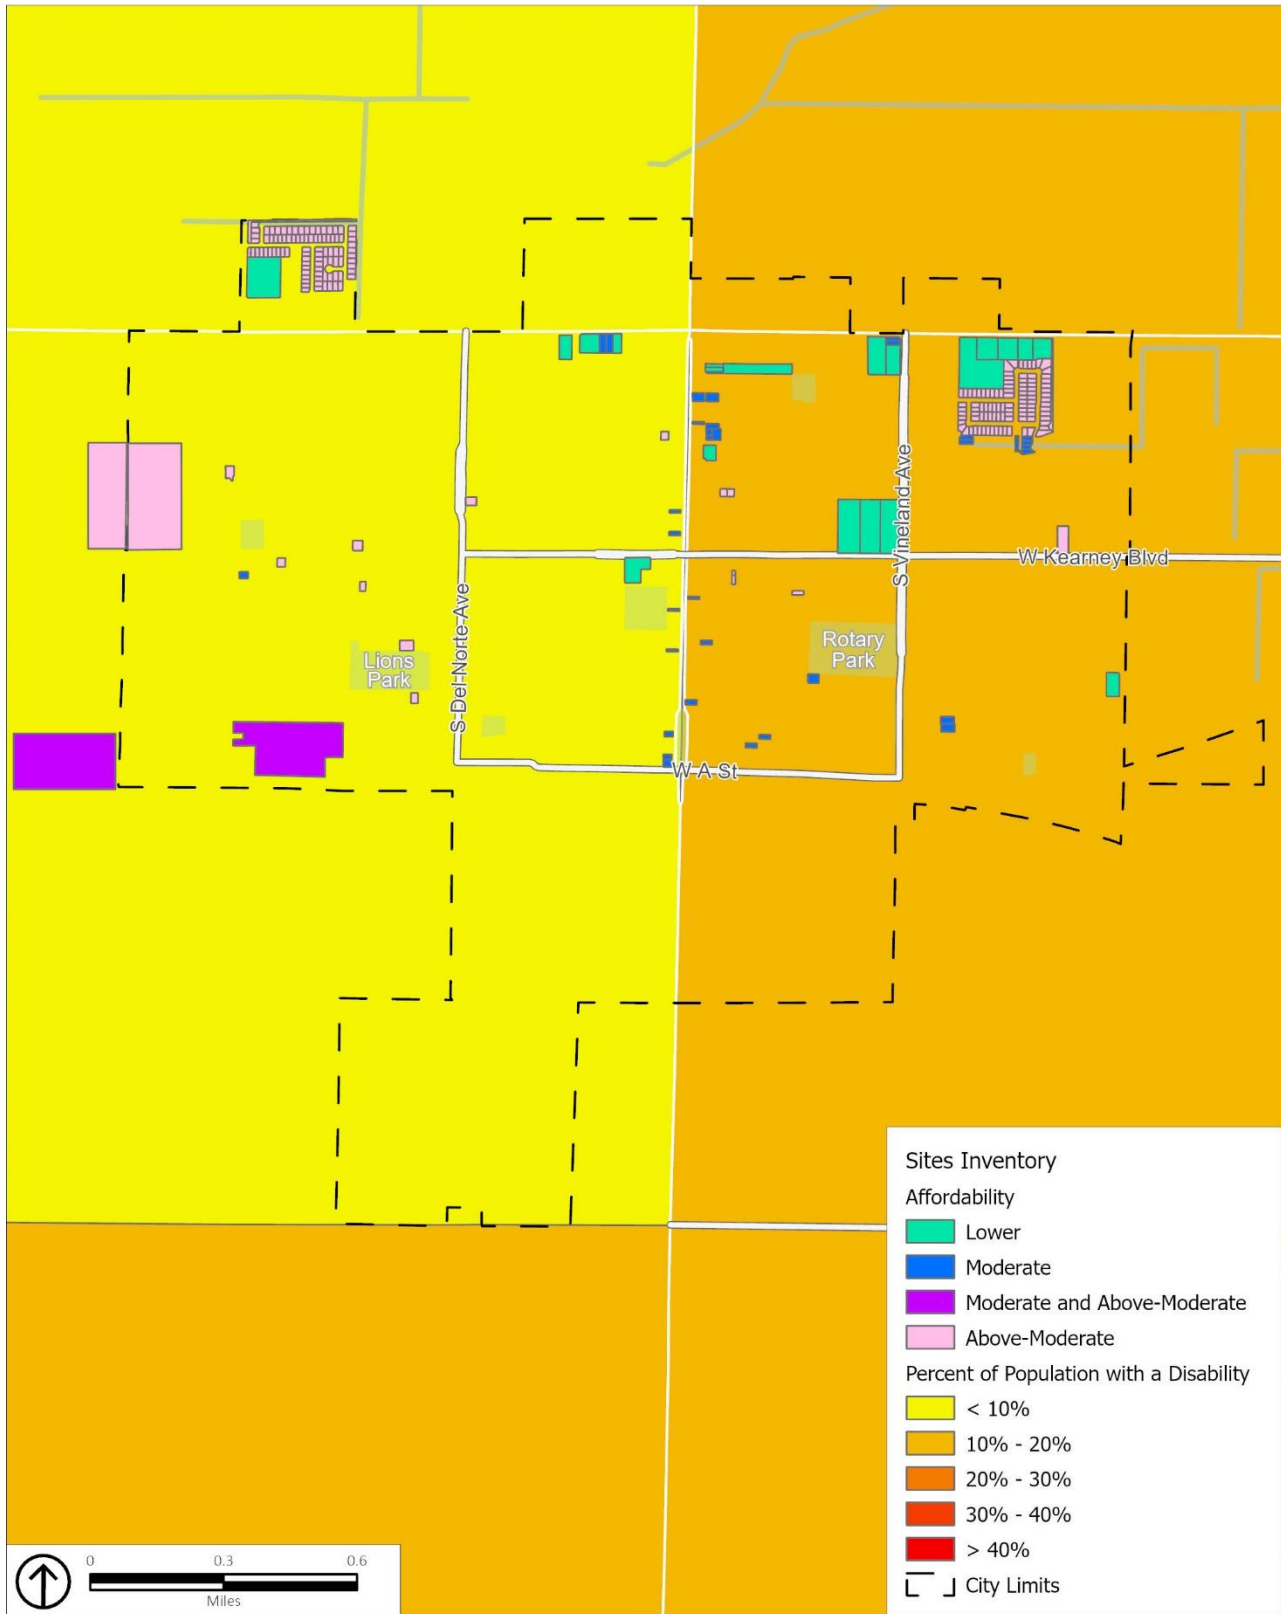 S Vineland Ave
W Kearney Blvd
S Del Norte Ave
Lions
Park
Rotary
Park
W A St
Sites Inventory
Affordability
Lower
Moderate
Moderate and Above-Moderate
Above-Moderate
Percent of Population with a Disability
< 10%
10% - 20%
20% - 30%
30% - 40%
> 40%
City Limits
0 0.3 0.6
Miles